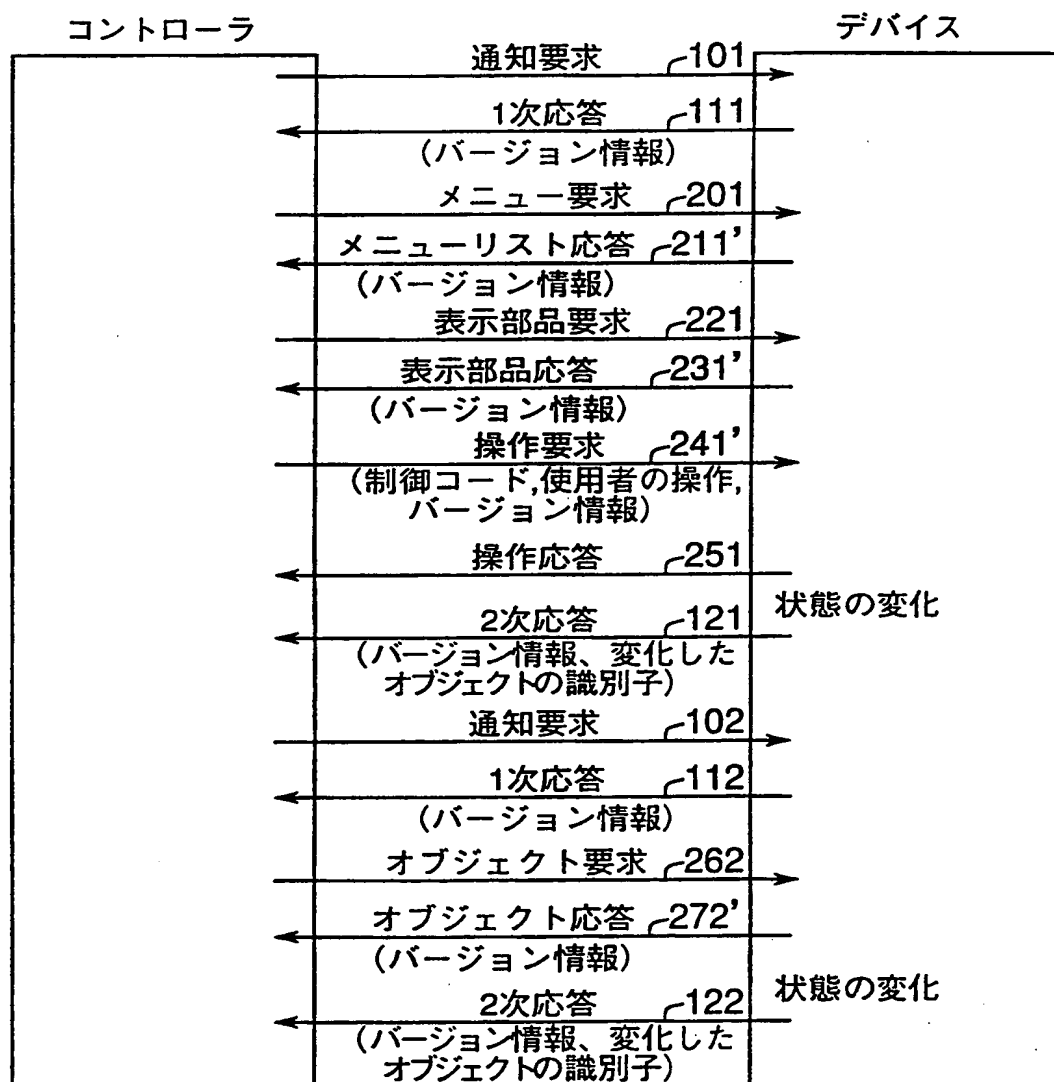 コントローラ
デバイス
通知要求 101
1次応答 111
(バージョン情報)
メニュー要求 201
メニューリスト応答 211'
(バージョン情報)
表示部品要求 221
表示部品応答 231'
(バージョン情報)
操作要求 241'
(制御コード,使用者の操作,
バージョン情報)
操作応答 251
状態の変化
2次応答 121
(バージョン情報、変化した
オブジェクトの識別子)
通知要求 102
1次応答 112
(バージョン情報)
オブジェクト要求 262
オブジェクト応答 272'
(バージョン情報)
状態の変化
2次応答 122
(バージョン情報、変化した
オブジェクトの識別子)